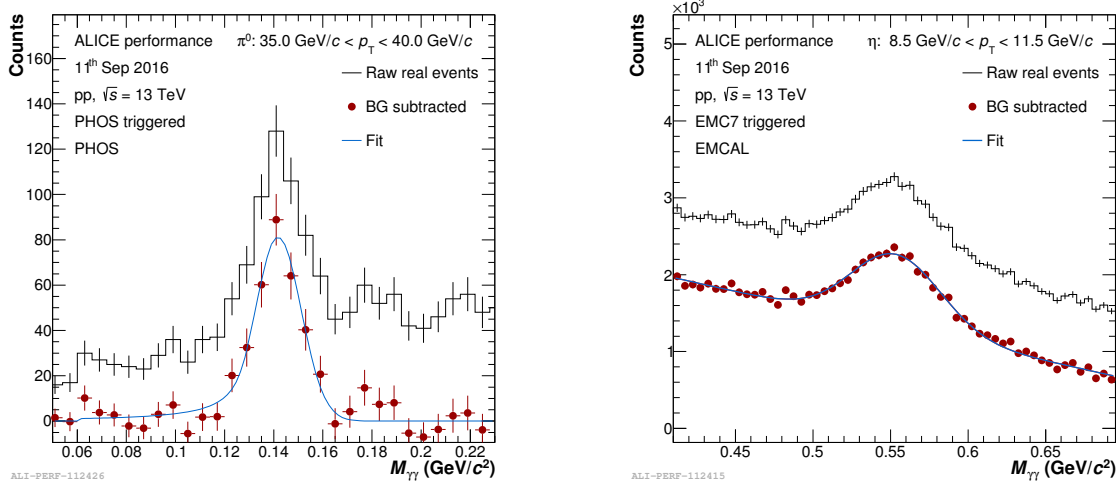 Counts
ALICE performance
π⁰: 35.0 GeV/c < p_T < 40.0 GeV/c
11th Sep 2016
pp, √s = 13 TeV
PHOS triggered
PHOS
Raw real events
BG subtracted
Fit
160
140
120
100
80
60
40
20
0
0.06 0.08 0.1 0.12 0.14 0.16 0.18 0.2 0.22
M_γγ (GeV/c²)
ALI-PERF-112426
×10³
Counts
ALICE performance
η: 8.5 GeV/c < p_T < 11.5 GeV/c
11th Sep 2016
pp, √s = 13 TeV
EMC7 triggered
EMCAL
Raw real events
BG subtracted
Fit
5
4
3
2
1
0
0.45 0.5 0.55 0.6 0.65
M_γγ (GeV/c²)
ALI-PERF-112415